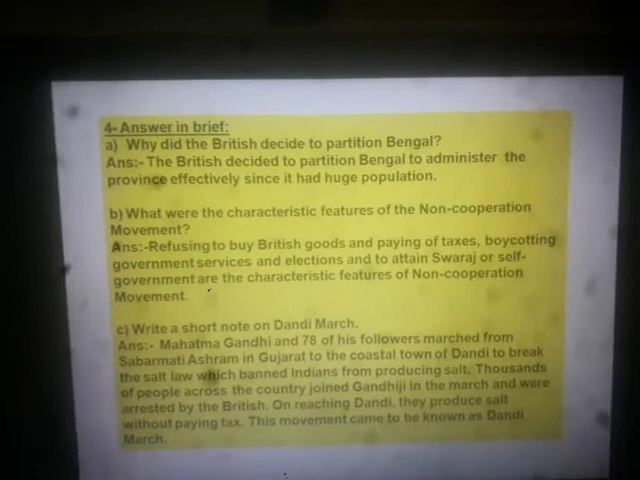 4- Answer in brief:
a) Why did the British decide to partition Bengal?
Ans:- The British decided to partition Bengal to administer the
province effectively since it had huge population.
b) What were the characteristic features of the Non-cooperation
Movement?
Ans:-Refusing to buy British goods and paying of taxes, boycotting
government services and elections and to attain Swaraj or self-
government are the characteristic features of Non-cooperation
Movement.
c) Write a short note on Dandi March.
Ans:- Mahatma Gandhi and 78 of his followers marched from
Sabarmati Ashram in Gujarat to the coastal town of Dandi to break
the salt law which banned Indians from producing salt. Thousands
of people across the country joined Gandhiji in the march and were
arrested by the British. On reaching Dandi, they produce salt
without paying tax. This movement came to be known as Dandi
March.